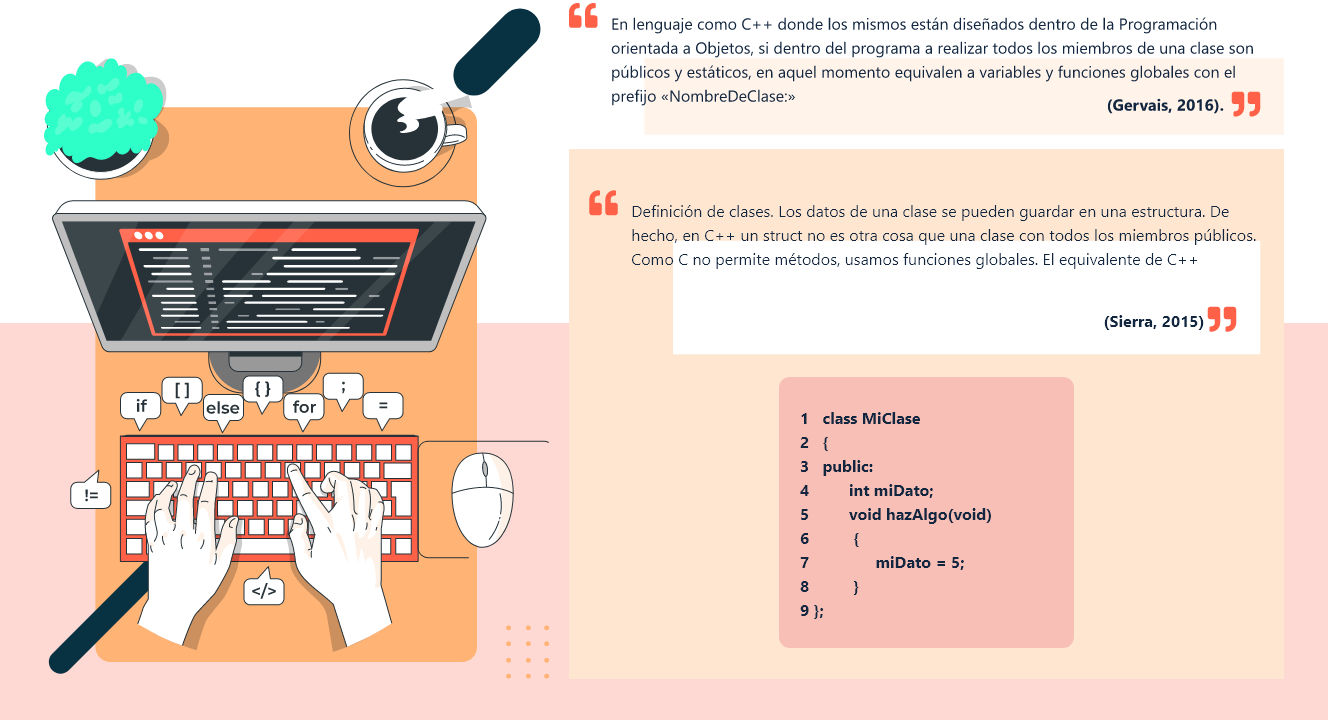 En lenguaje como C++ donde los mismos están diseñados dentro de la Programación
orientada a Objetos, si dentro del programa a realizar todos los miembros de una clase son
públicos y estáticos, en aquel momento equivalen a variables y funciones globales con el
prefijo «NombreDeClase:»
(Gervais, 2016).
Definición de clases. Los datos de una clase se pueden guardar en una estructura. De
hecho, en C++ un struct no es otra cosa que una clase con todos los miembros públicos.
Como C no permite métodos, usamos funciones globales. El equivalente de C++
(Sierra, 2015)
if
[ ]
else
{ }
for
;
=
!=
</>
1 class MiClase
2 {
3 public:
4 int miDato;
5 void hazAlgo(void)
6 {
7 miDato = 5;
8 }
9 };